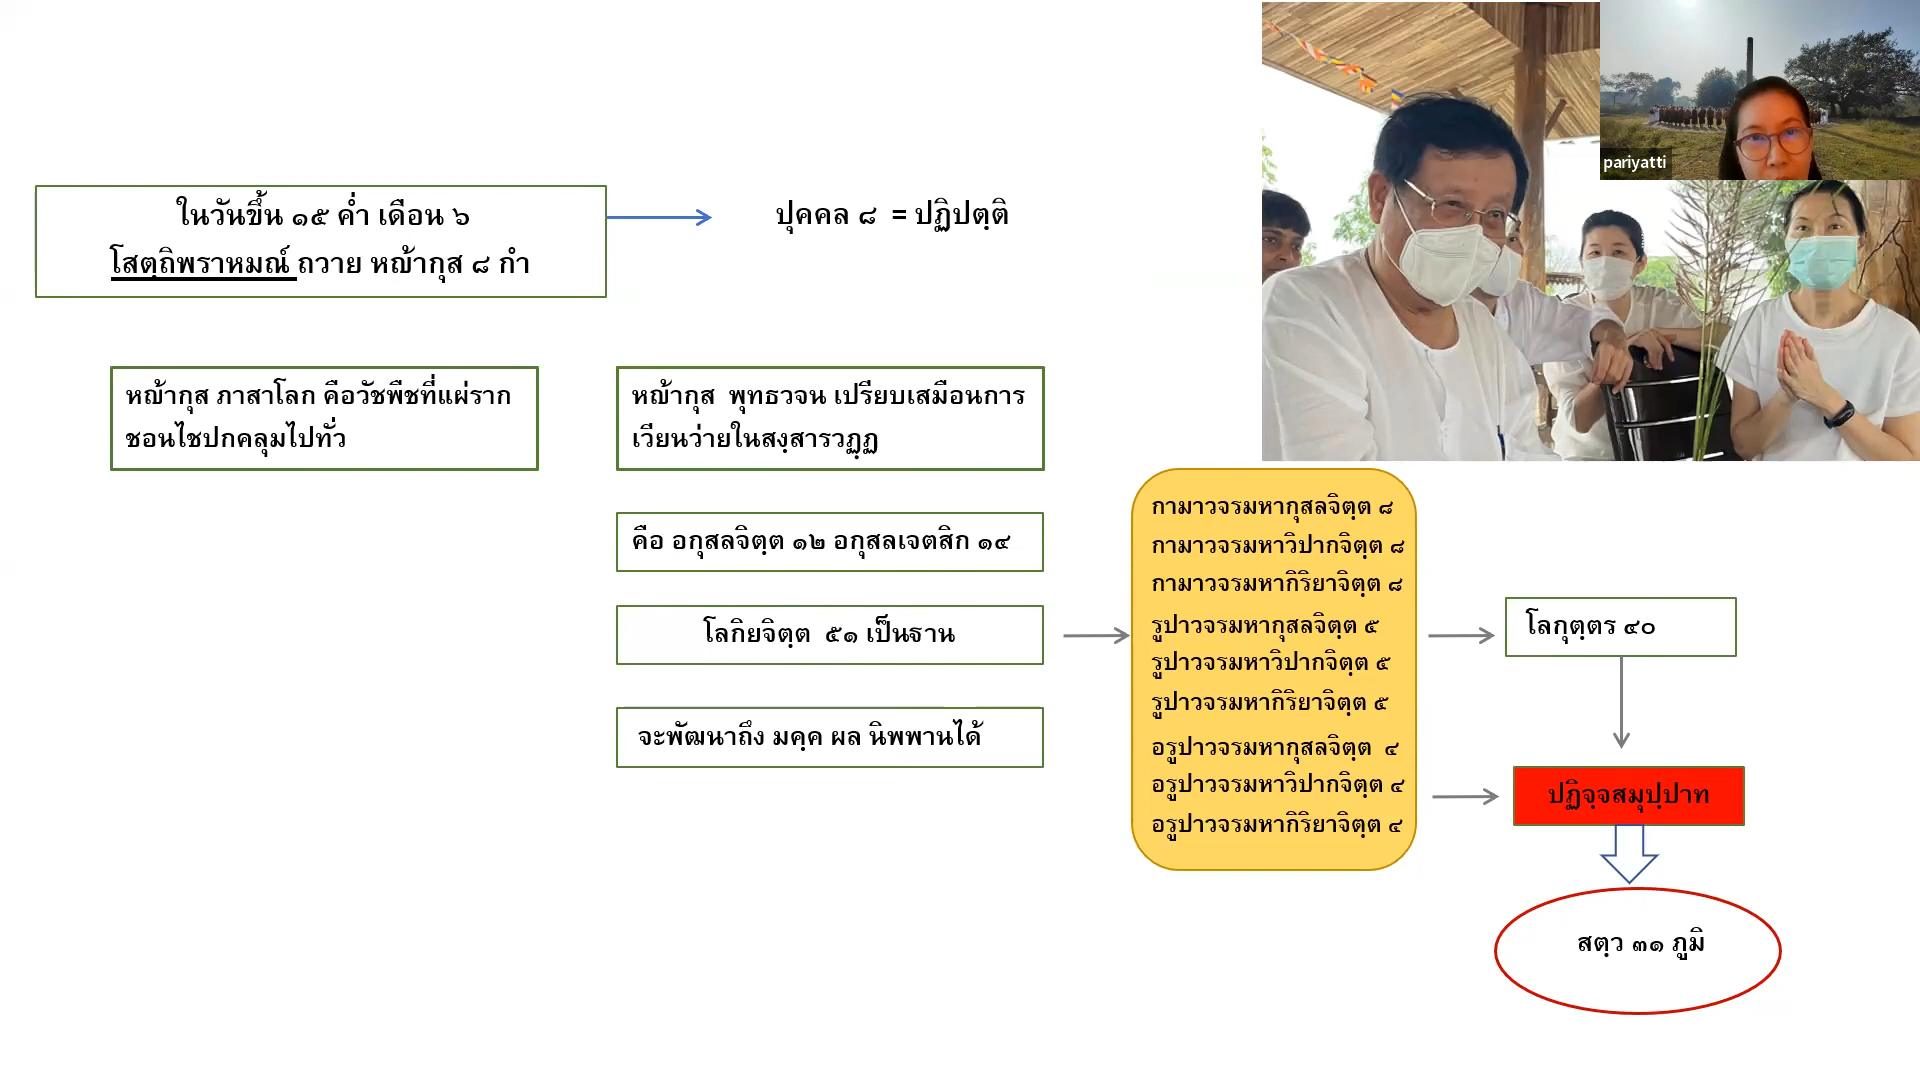 ในวันขึ้น ๑๕ ค่ำ เดือน ๖
โสตฺถิพราหมณ์ ถวาย หญ้ากุส ๘ กำ
ปุคคล ๘ = ปฏิปตฺติ
pariyatti
หญ้ากุส ภาสาโลก คือวัชพืชที่แผ่ราก
ชอนไชปกคลุมไปทั่ว
หญ้ากุส พุทธวจน เปรียบเสมือนการ
เวียนว่ายในสงฺสารวฏฺฏ
คือ อกุสลจิตฺต ๑๒ อกุสลเจตสิก ๑๔
โลกิยจิตฺต ๕๑ เป็นฐาน
จะพัฒนาถึง มคฺค ผล นิพพานได้
กามาวจรมหากุสลจิตฺต ๘
กามาวจรมหาวิปากจิตฺต ๘
กามาวจรมหากิริยาจิตฺต ๘
รูปาวจรมหากุสลจิตฺต ๕
รูปาวจรมหาวิปากจิตฺต ๕
รูปาวจรมหากิริยาจิตฺต ๕
อรูปาวจรมหากุสลจิตฺต ๔
อรูปาวจรมหาวิปากจิตฺต ๔
อรูปาวจรมหากิริยาจิตฺต ๔
โลกุตฺตร ๔๐
ปฏิจฺจสมุปฺปาท
สตฺว ๓๑ ภูมิ